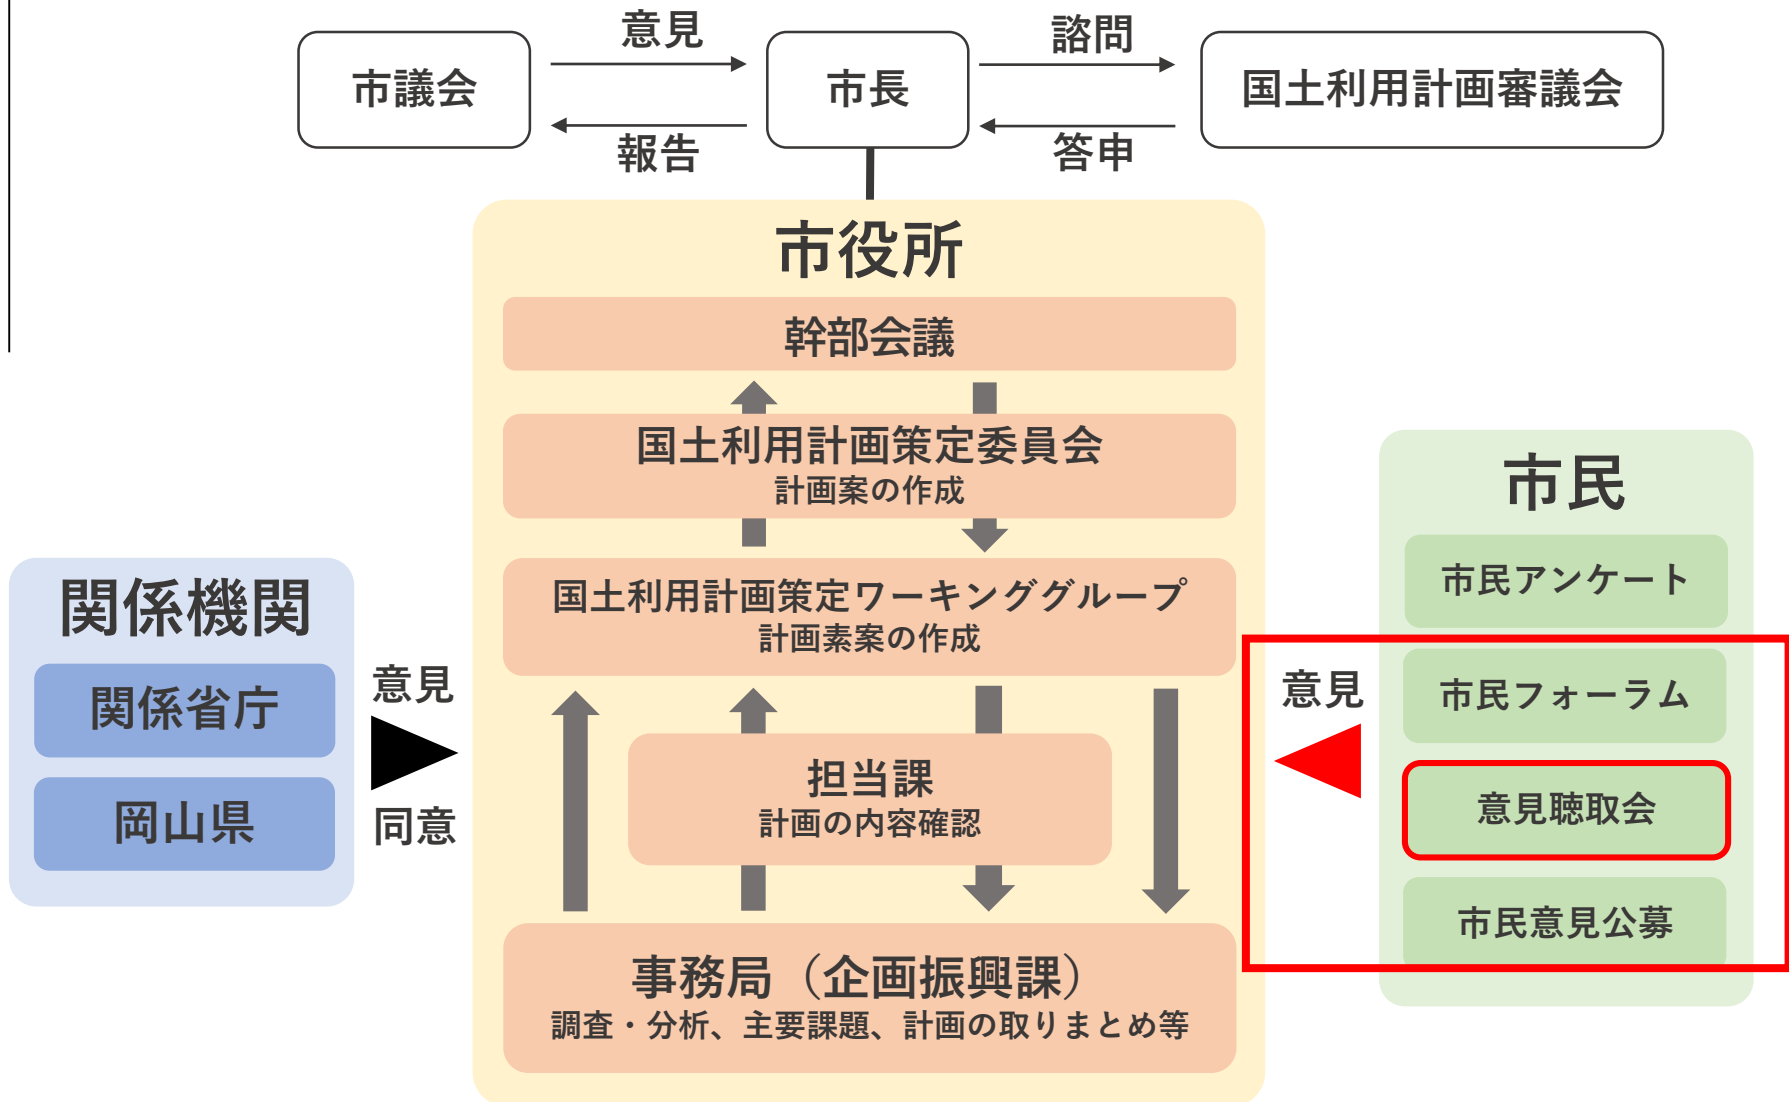 意見
諮問
市議会
市長
国土利用計画審議会
報告
答申
市役所
幹部会議
国土利用計画策定委員会
計画案の作成
国土利用計画策定ワーキンググループ
計画素案の作成
担当課
計画の内容確認
事務局（企画振興課）
調査・分析、主要課題、計画の取りまとめ等
関係機関
関係省庁
岡山県
意見
同意
意見
市民
市民アンケート
市民フォーラム
意見聴取会
市民意見公募